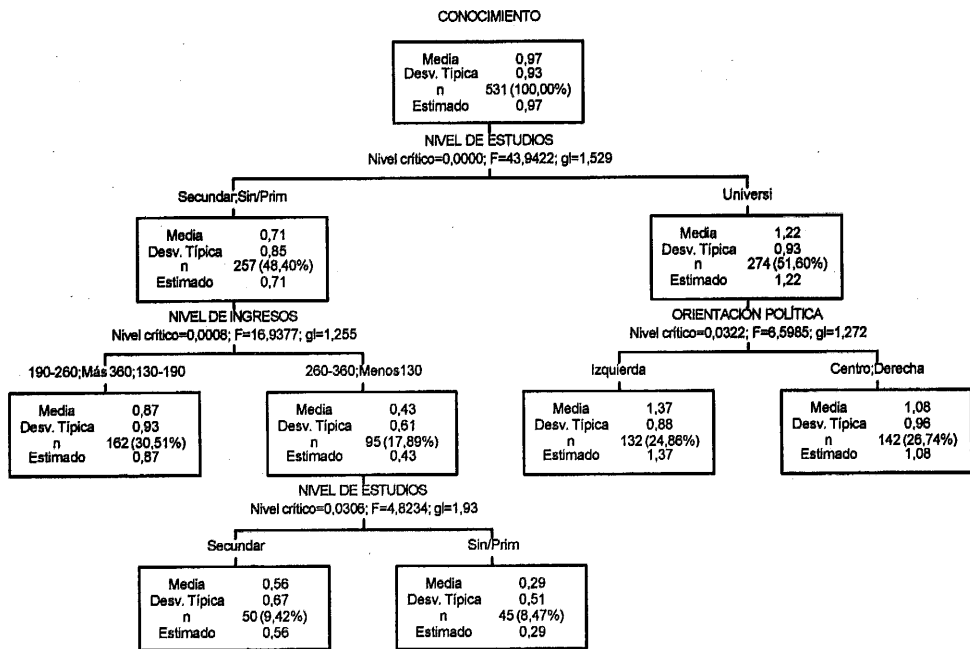 CONOCIMIENTO
Media 0,97
Desv. Típica 0,93
n 531 (100,00%)
Estimado 0,97
NIVEL DE ESTUDIOS
Nivel crítico=0,0000; F=43,9422; gl=1,529
Secundar;Sin/Prim
Media 0,71
Desv. Típica 0,85
n 257 (48,40%)
Estimado 0,71
Universi
Media 1,22
Desv. Típica 0,93
n 274 (51,60%)
Estimado 1,22
NIVEL DE INGRESOS
Nivel crítico=0,0008; F=16,9377; gl=1,255
ORIENTACIÓN POLÍTICA
Nivel crítico=0,0322; F=6,5985; gl=1,272
190-260;Más 360;130-190
Media 0,87
Desv. Típica 0,93
n 162 (30,51%)
Estimado 0,87
260-360;Menos130
Media 0,43
Desv. Típica 0,61
n 95 (17,89%)
Estimado 0,43
Izquierda
Media 1,37
Desv. Típica 0,88
n 132 (24,86%)
Estimado 1,37
Centro;Derecha
Media 1,08
Desv. Típica 0,96
n 142 (26,74%)
Estimado 1,08
NIVEL DE ESTUDIOS
Nivel crítico=0,0306; F=4,8234; gl=1,93
Secundar
Media 0,56
Desv. Típica 0,67
n 50 (9,42%)
Estimado 0,56
Sin/Prim
Media 0,29
Desv. Típica 0,51
n 45 (8,47%)
Estimado 0,29